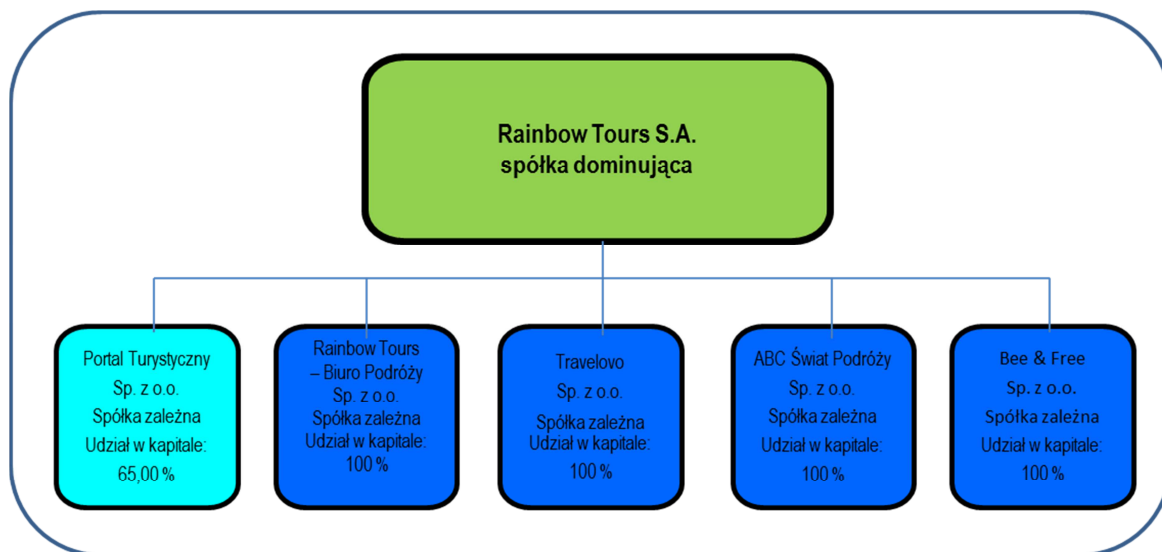 Rainbow Tours S.A.
spółka dominująca
Portal Turystyczny
Sp. z o.o.
Spółka zależna
Udział w kapitale:
65,00 %
Rainbow Tours
– Biuro Podróży
Sp. z o.o.
Spółka zależna
Udział w kapitale:
100 %
Travelovo
Sp. z o.o.
Spółka zależna
Udział w kapitale:
100 %
ABC Świat Podróży
Sp. z o.o
Spółka zależna
Udział w kapitale:
100 %
Bee & Free
Sp. z o.o.
Spółka zależna
Udział w kapitale:
100 %